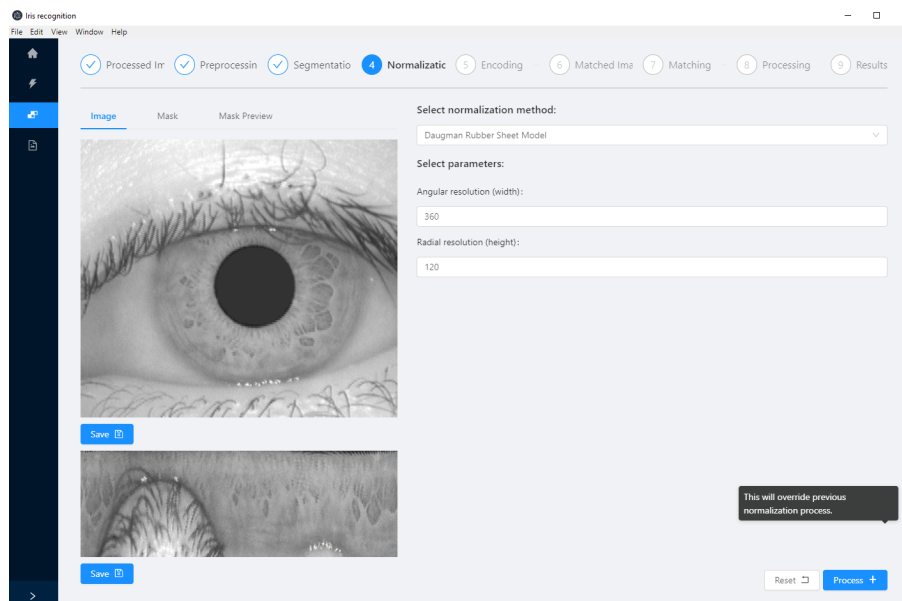 Iris recognition
File Edit View Window Help
Processed Im Preprocessin Segmentatio 4 Normalizatic 5 Encoding 6 Matched Ima 7 Matching 8 Processing 9 Results
Image Mask Mask Preview
Select normalization method:
Daugman Rubber Sheet Model
Select parameters:
Angular resolution (width):
360
Radial resolution (height):
120
Save
This will override previous
normalization process.
Save
Reset Process